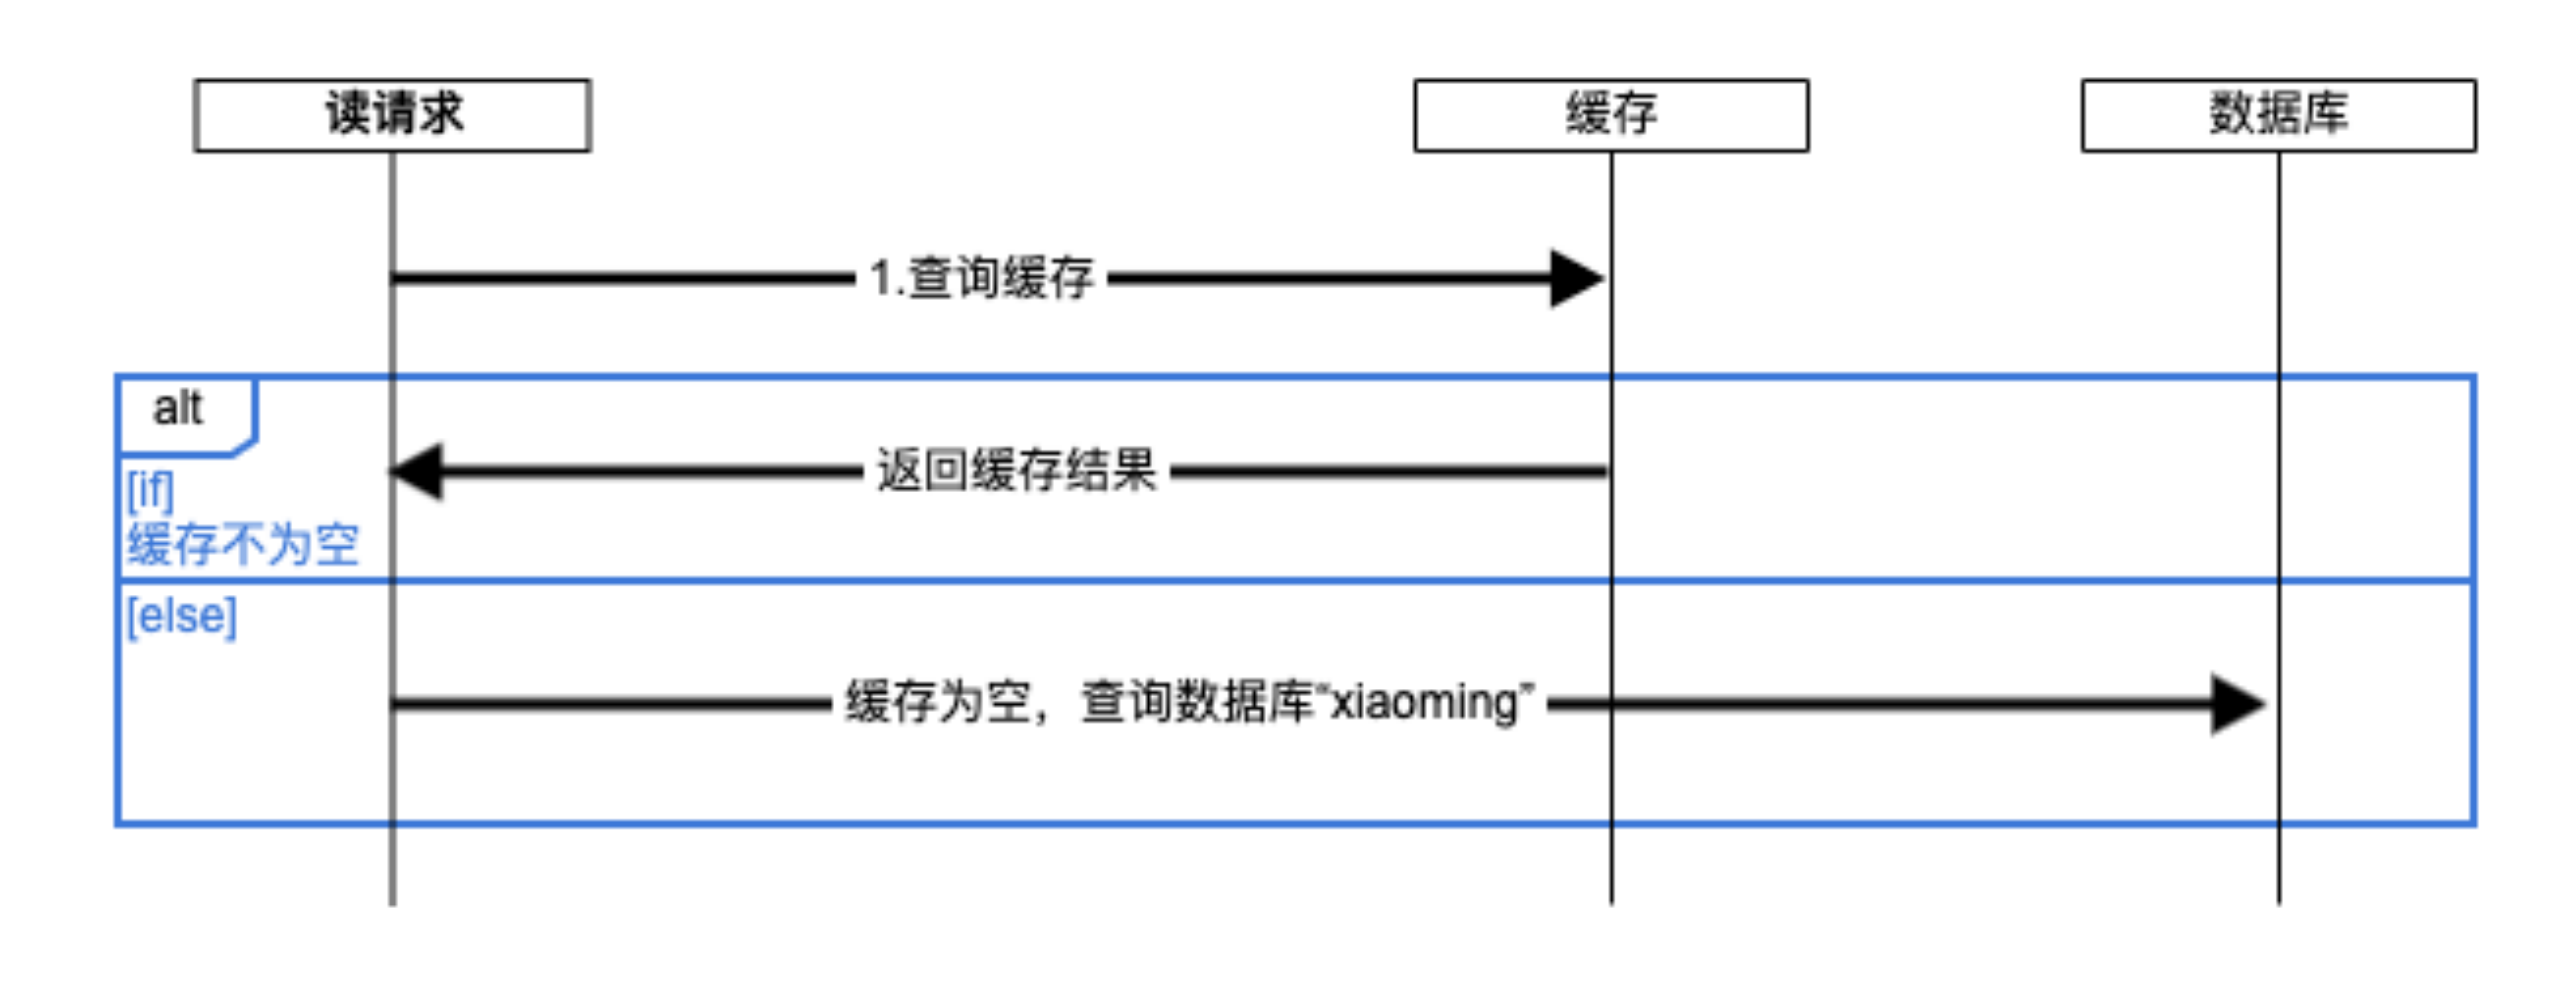 读请求
缓存
数据库
1.查询缓存
alt
返回缓存结果
[if]
缓存不为空
[else]
缓存为空，查询数据库“xiaoming”